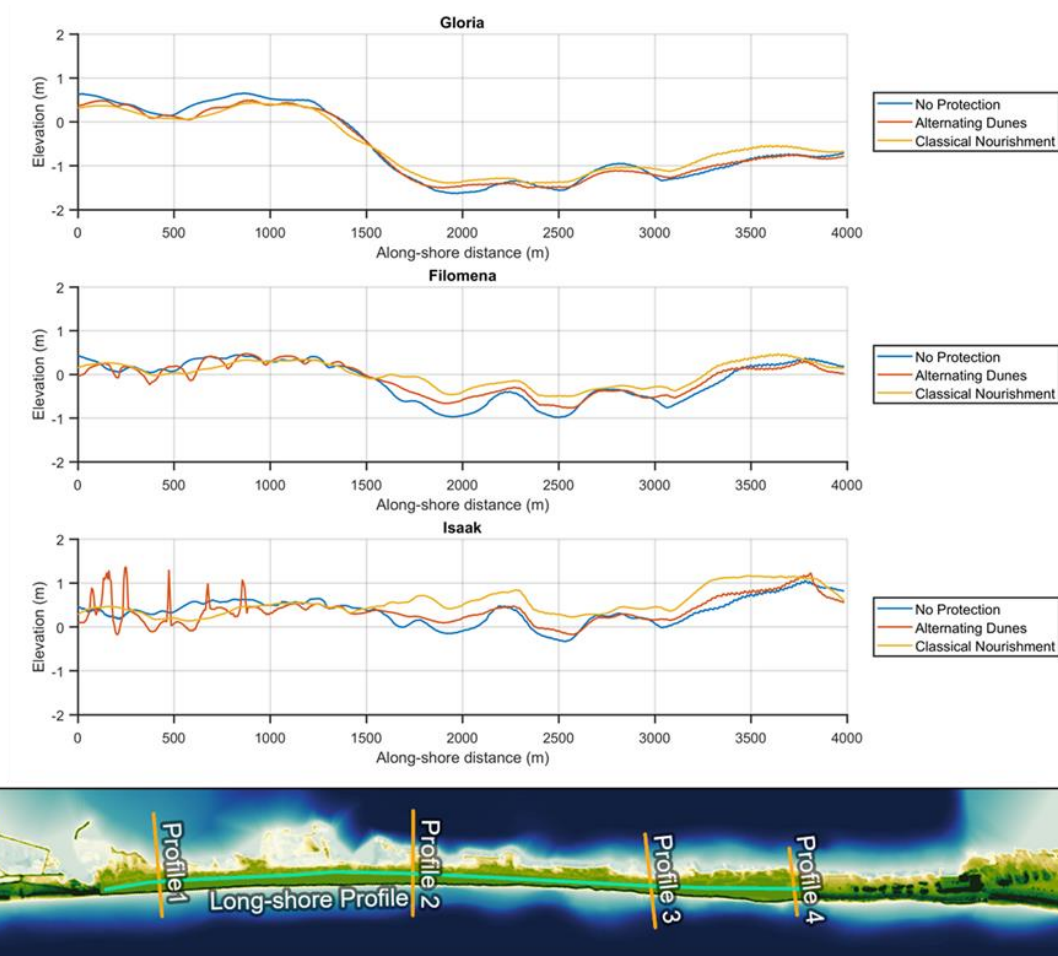 Gloria
2
1
0
-1
-2
Elevation (m)
0 500 1000 1500 2000 2500 3000 3500 4000
Along-shore distance (m)
No Protection
Alternating Dunes
Classical Nourishment
Filomena
2
1
0
-1
-2
Elevation (m)
0 500 1000 1500 2000 2500 3000 3500 4000
Along-shore distance (m)
No Protection
Alternating Dunes
Classical Nourishment
Isaak
2
1
0
-1
-2
Elevation (m)
0 500 1000 1500 2000 2500 3000 3500 4000
Along-shore distance (m)
No Protection
Alternating Dunes
Classical Nourishment
Profile1
Long-shore Profile
Profile 2
Profile 3
Profile 4